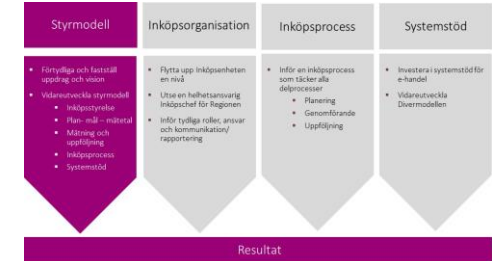 Styrmodell
Förtydliga och fastställ
uppdrag och vision
Vidareutveckla styrmodell
Inköpsstyrelse
Plan- mål – mätetal
Mätning och
uppföljning
Inköpsprocess
Systemstöd
Inköpsorganisation
Flytta upp Inköpsenheten
en nivå
Utse en helhetsansvarig
Inköpschef för Regionen
Inför tydliga roller, ansvar
och kommunikation/
rapportering
Inköpsprocess
Inför en inköpsprocess
som täcker alla
delprocesser
Planering
Genomförande
Uppföljning
Systemstöd
Investera i systemstöd för
e-handel
Vidareutveckla
Divermodellen
Resultat